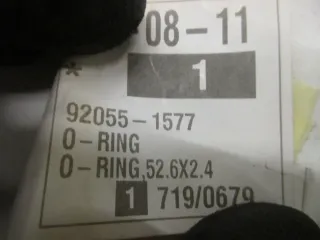 08-11
* 1
92055-1577
O-RING
O-RING,52.6X2.4
1 719/0679